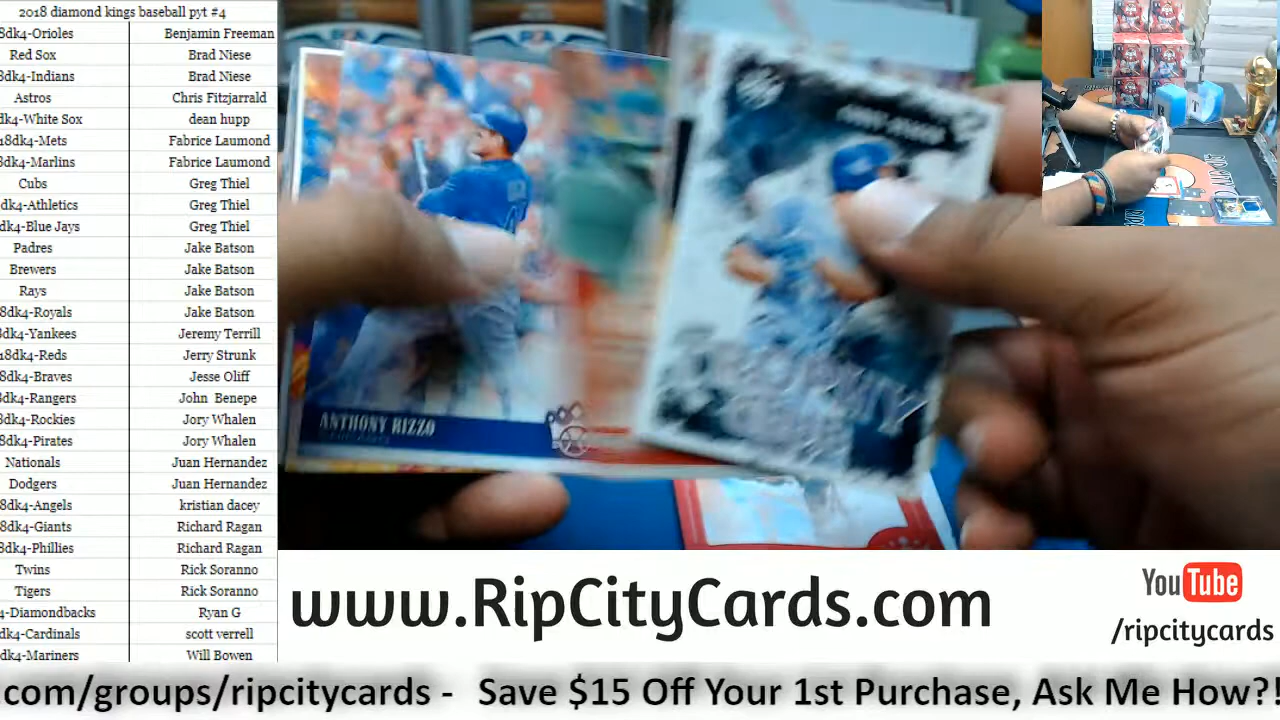 2018 diamond kings baseball pyt #4
8dk4-Orioles Benjamin Freeman
Red Sox Brad Niese
8dk4-Indians Brad Niese
Astros Chris Fitzjarrald
dk4-White Sox dean hupp
18dk4-Mets Fabrice Laumond
dk4-Marlins Fabrice Laumond
Cubs Greg Thiel
dk4-Athletics Greg Thiel
dk4-Blue Jays Greg Thiel
Padres Jake Batson
Brewers Jake Batson
Rays Jake Batson
8dk4-Royals Jake Batson
8dk4-Yankees Jeremy Terrill
18dk4-Reds Jerry Strunk
8dk4-Braves Jesse Oliff
8dk4-Rangers John Benepe
8dk4-Rockies Jory Whalen
8dk4-Pirates Jory Whalen
Nationals Juan Hernandez
Dodgers Juan Hernandez
8dk4-Angels kristian dacey
8dk4-Giants Richard Ragan
8dk4-Phillies Richard Ragan
Twins Rick Soranno
Tigers Rick Soranno
4-Diamondbacks Ryan G
dk4-Cardinals scott verrell
dk4-Mariners Will Bowen
ANTHONY RIZZO
www.RipCityCards.com
YouTube
/ripcitycards
.com/groups/ripcitycards - Save $15 Off Your 1st Purchase, Ask Me How?!